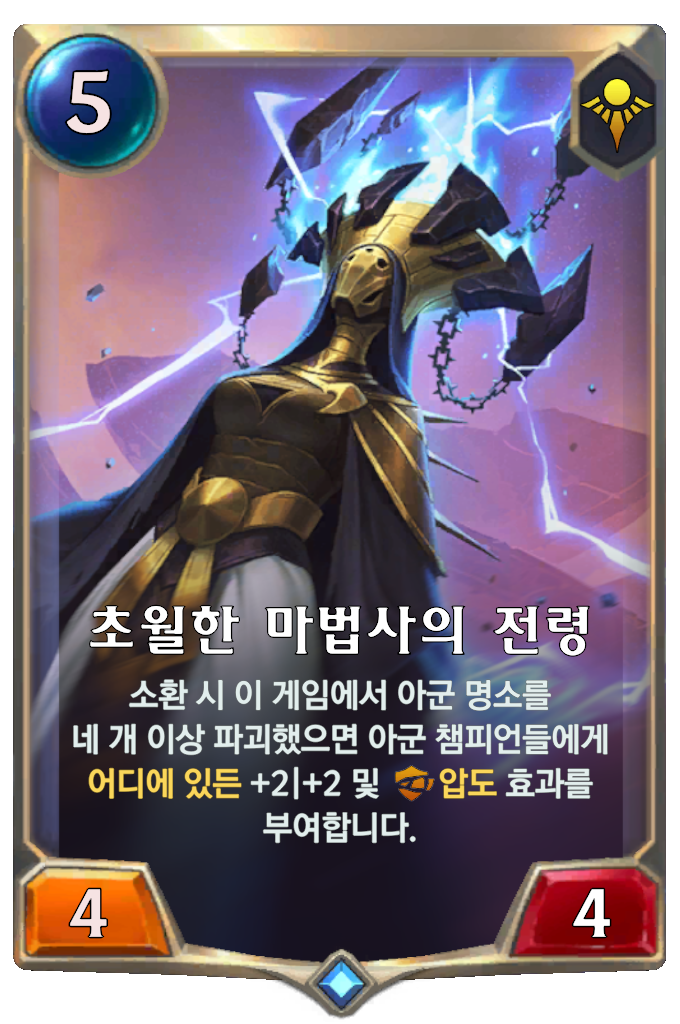 5
초월한 마법사의 전령
소환 시 이 게임에서 아군 명소를
네 개 이상 파괴했으면 아군 챔피언들에게
어디에 있든 +2|+2 및 압도 효과를
부여합니다.
4
4